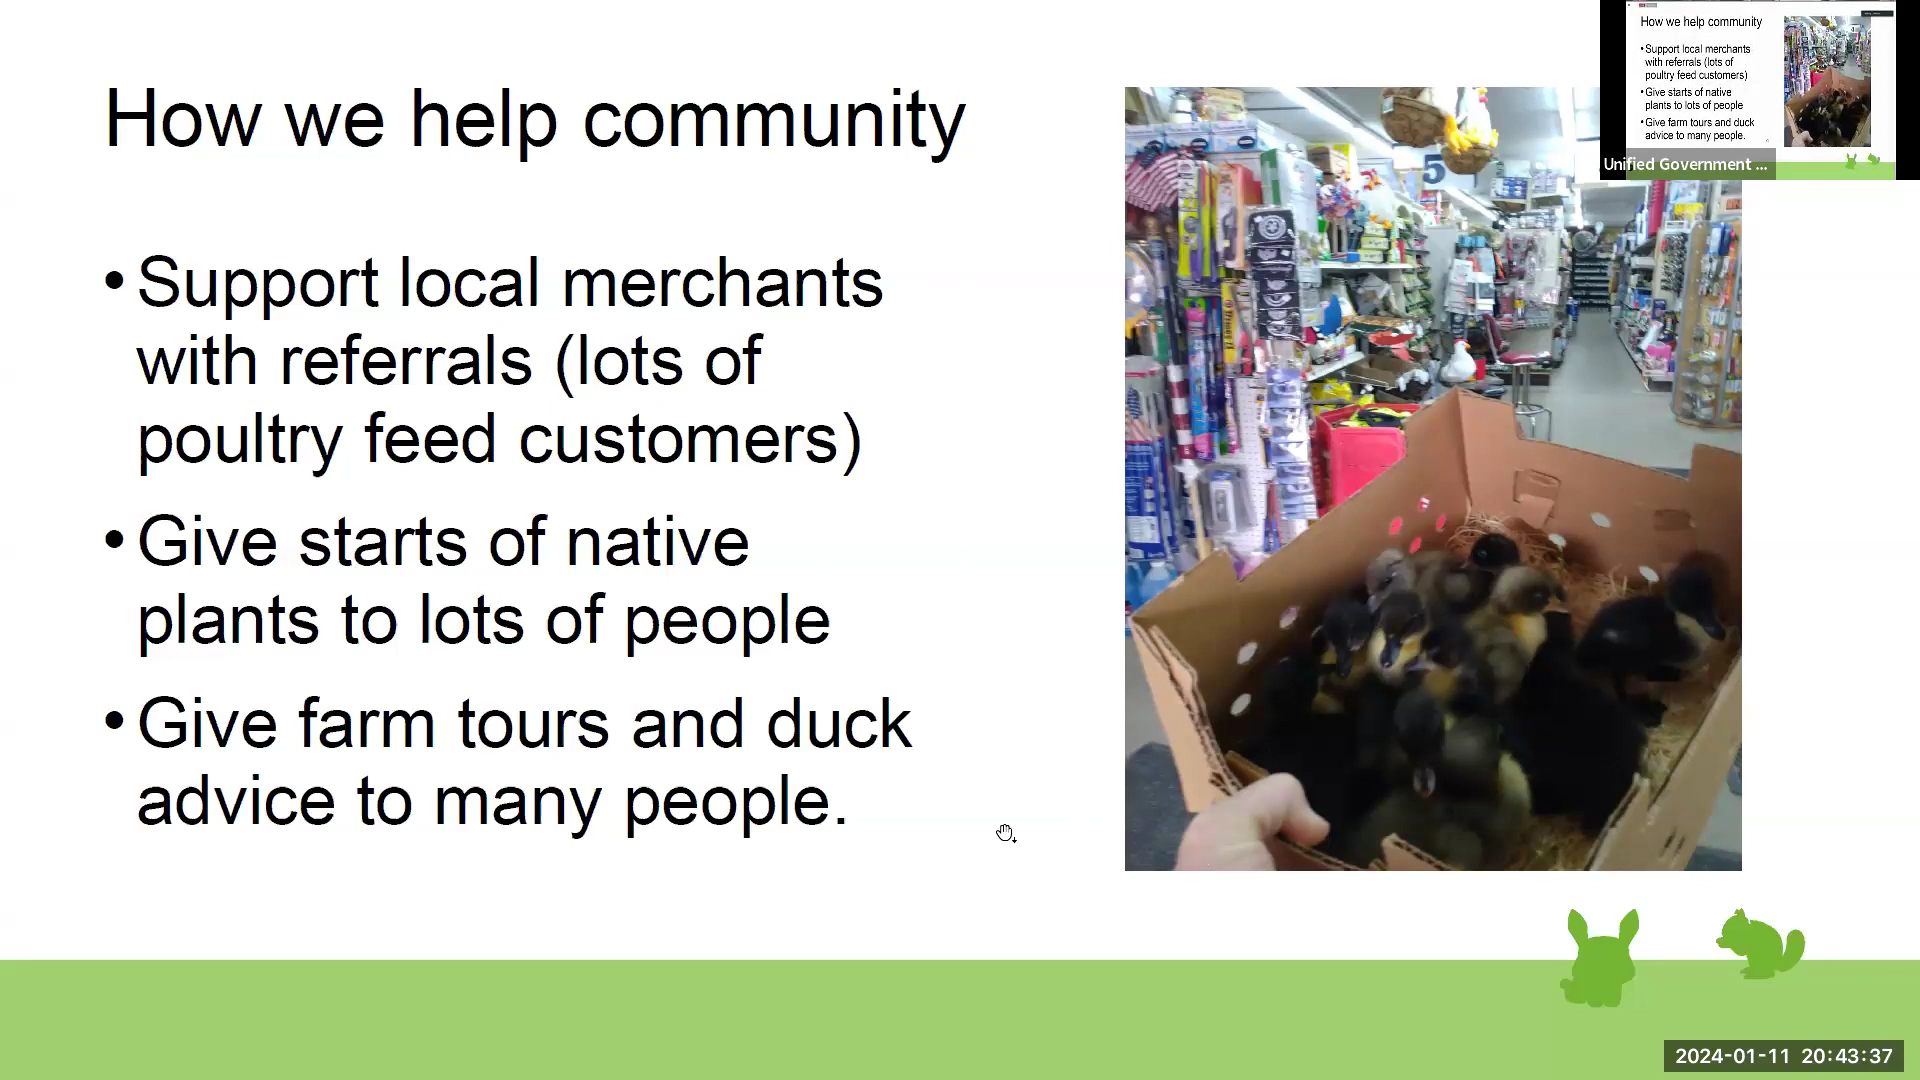 How we help community
• Support local merchants
with referrals (lots of
poultry feed customers)
• Give starts of native
plants to lots of people
• Give farm tours and duck
advice to many people.
5
How we help community
• Support local merchants
with referrals (lots of
poultry feed customers)
• Give starts of native
plants to lots of people
• Give farm tours and duck
advice to many people.
Unified Government ...
2024-01-11 20:43:37